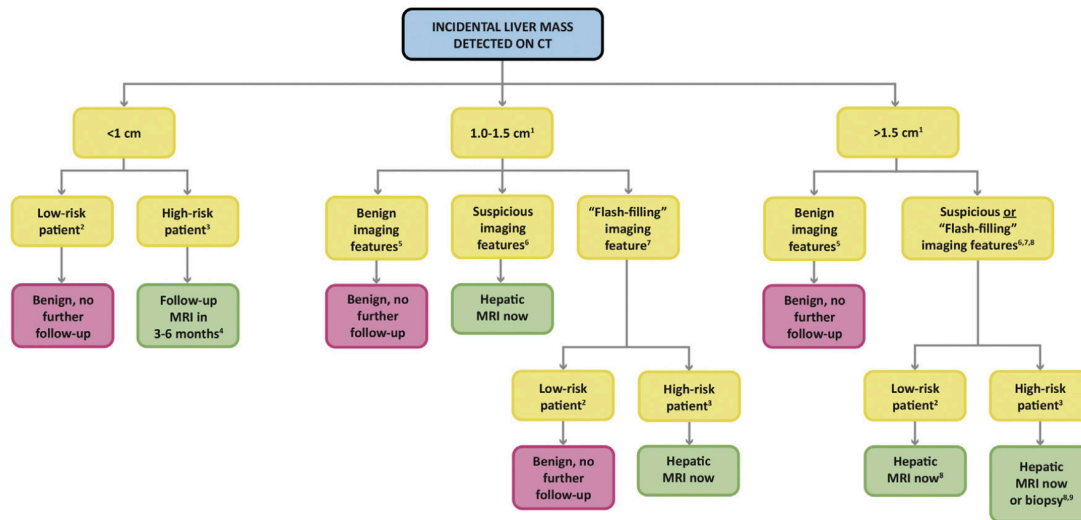 INCIDENTAL LIVER MASS
DETECTED ON CT
<1 cm
1.0-1.5 cm¹
>1.5 cm¹
Low-risk
patient²
High-risk
patient³
Benign
imaging
features⁵
Suspicious
imaging
features⁶
“Flash-filling”
imaging
feature⁷
Benign
imaging
features⁵
Suspicious or
“Flash-filling”
imaging features⁶,⁷,⁸
Benign, no
further
follow-up
Follow-up
MRI in
3-6 months⁴
Benign, no
further
follow-up
Hepatic
MRI now
Benign, no
further
follow-up
Low-risk
patient²
High-risk
patient³
Low-risk
patient²
High-risk
patient³
Benign, no
further
follow-up
Hepatic
MRI now
Hepatic
MRI now⁸
Hepatic
MRI now
or biopsy⁸,⁹